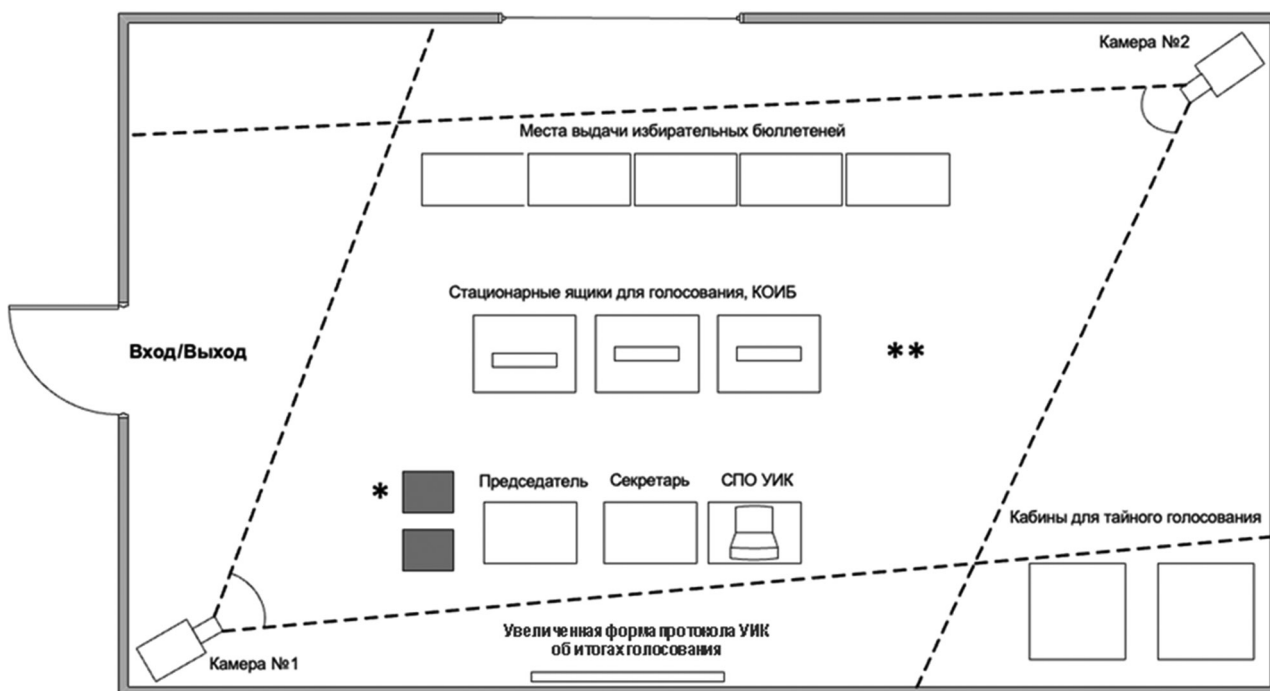 Камера №2
Места выдачи избирательных бюллетеней
Стационарные ящики для голосования, КОИБ
Вход/Выход
**
*
Председатель
Секретарь
СПО УИК
Кабины для тайного голосования
Увеличенная форма протокола УИК
об итогах голосования
Камера №1